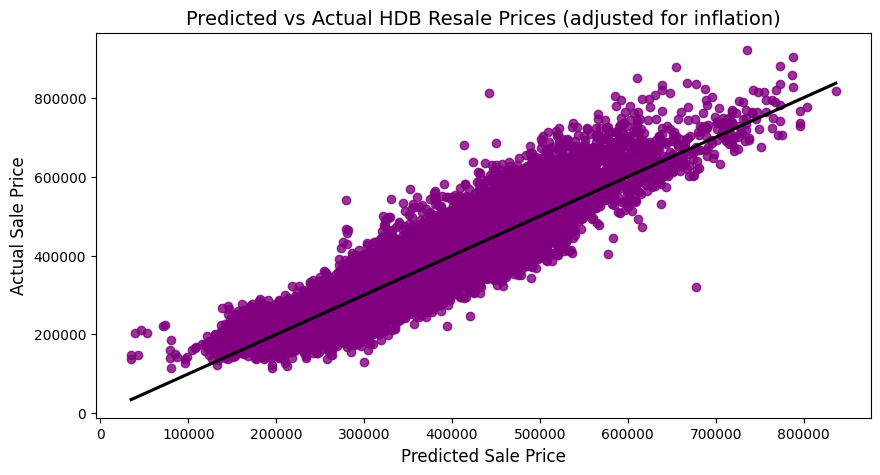 Predicted vs Actual HDB Resale Prices (adjusted for inflation)
Actual Sale Price
800000
600000
400000
200000
0
0 100000 200000 300000 400000 500000 600000 700000 800000
Predicted Sale Price